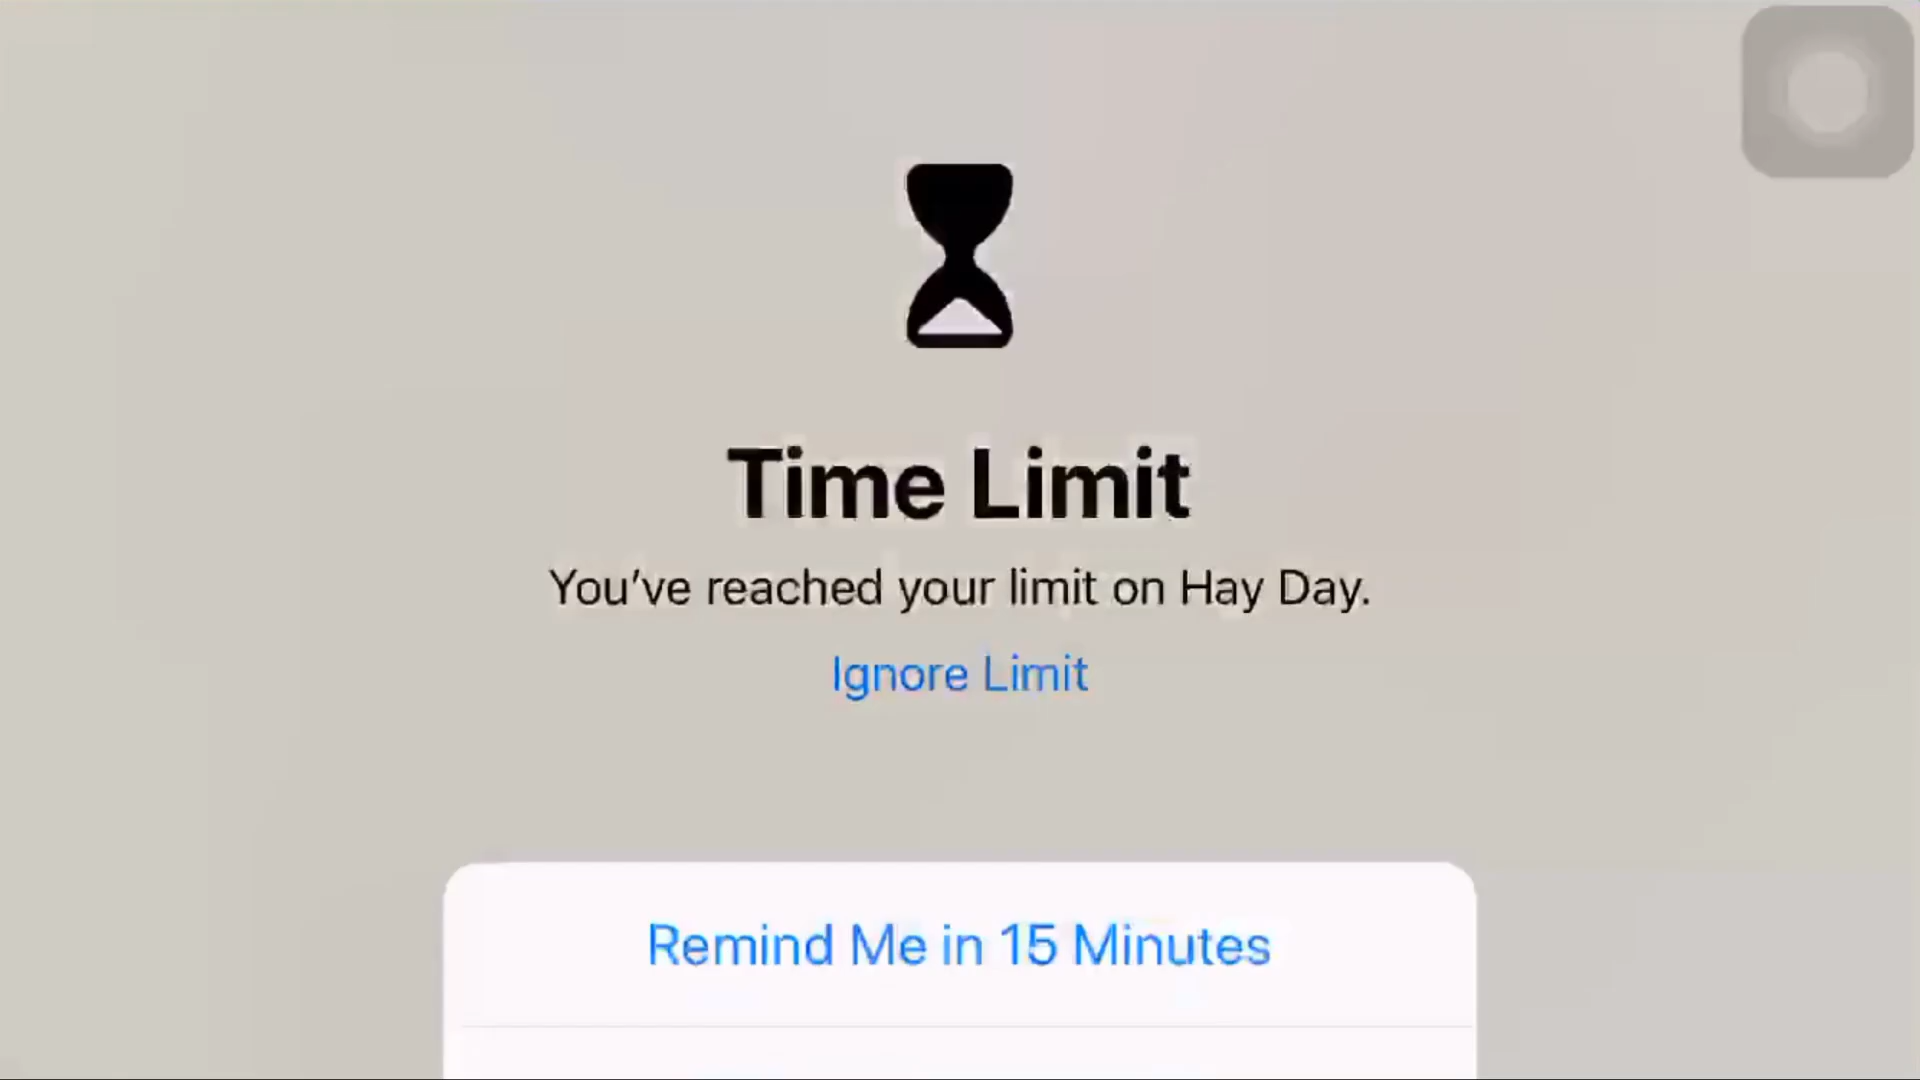 Time Limit
You’ve reached your limit on Hay Day.
Ignore Limit
Remind Me in 15 Minutes